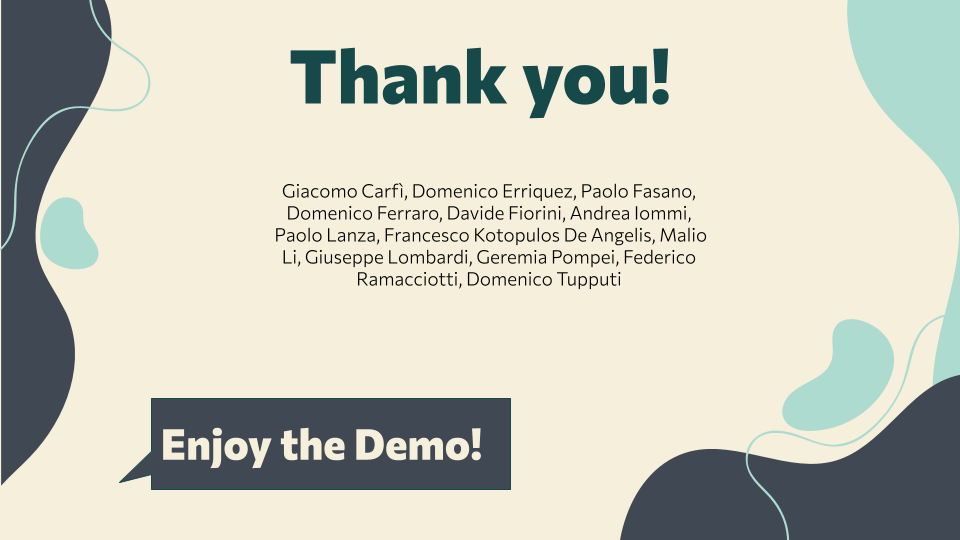 Thank you!
Giacomo Carfì, Domenico Erriquez, Paolo Fasano,
Domenico Ferraro, Davide Fiorini, Andrea Iommi,
Paolo Lanza, Francesco Kotopulos De Angelis, Malio
Li, Giuseppe Lombardi, Geremia Pompei, Federico
Ramacciotti, Domenico Tupputi
Enjoy the Demo!